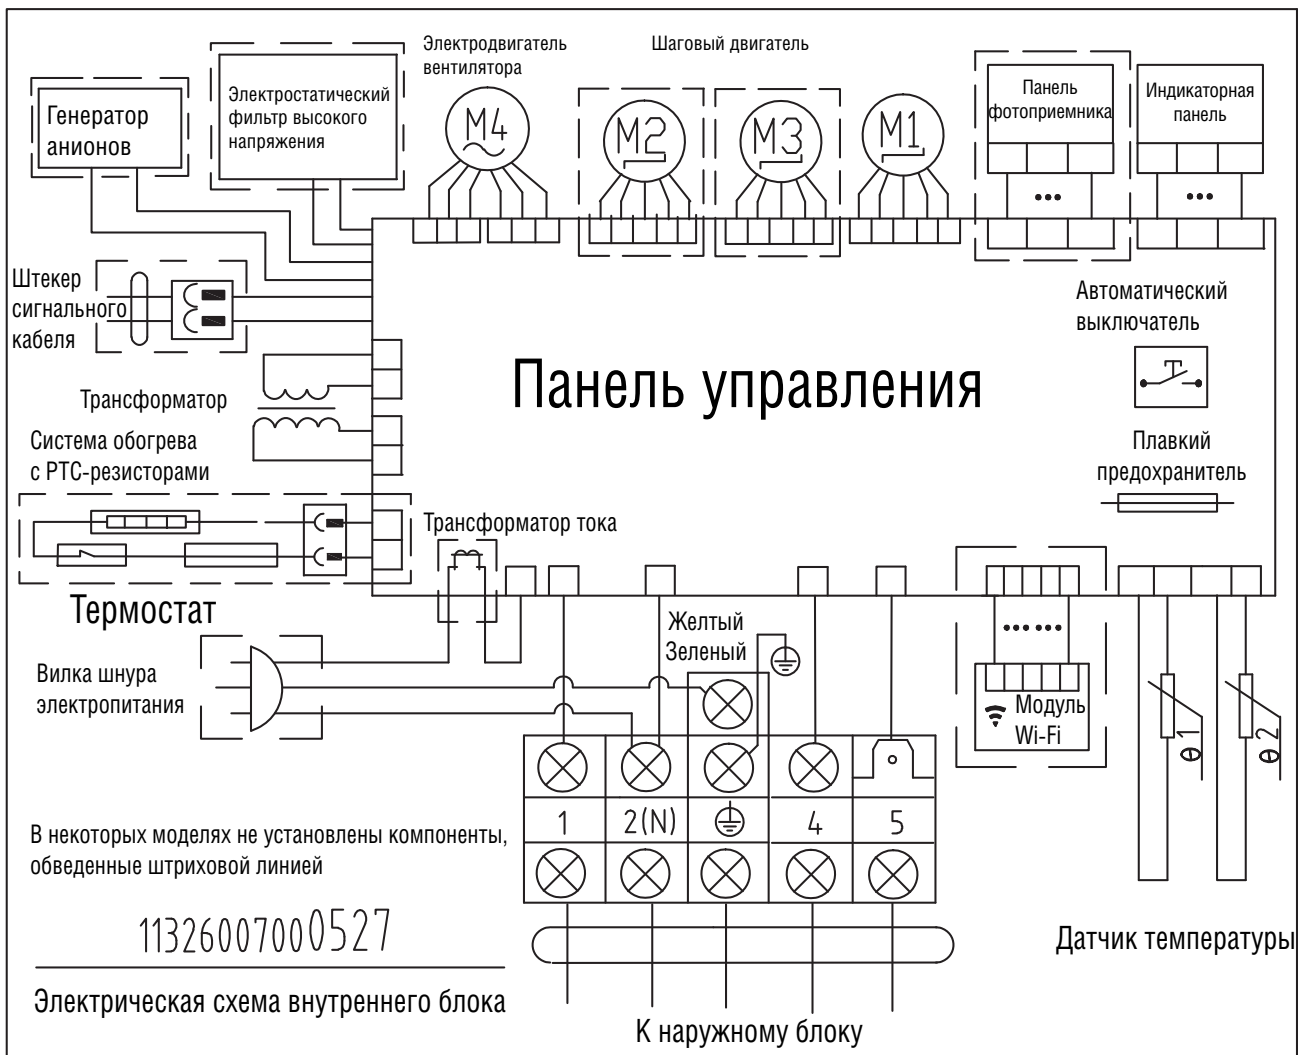 Электродвигатель
вентилятора
Шаговый двигатель
Генератор
анионов
Электростатический
фильтр высокого
напряжения
M4
M2
M3
M1
Панель
фотоприемника
Индикаторная
панель
Штекер
сигнального
кабеля
Автоматический
выключатель
Панель управления
Трансформатор
Система обогрева
с РТС-резисторами
Плавкий
предохранитель
Трансформатор тока
Термостат
Желтый
Зеленый
Вилка шнура
электропитания
Модуль
Wi-Fi
θ1
θ2
1
2(N)
4
5
В некоторых моделях не установлены компоненты,
обведенные штриховой линией
11326007000527
Датчик температуры
Электрическая схема внутреннего блока
К наружному блоку